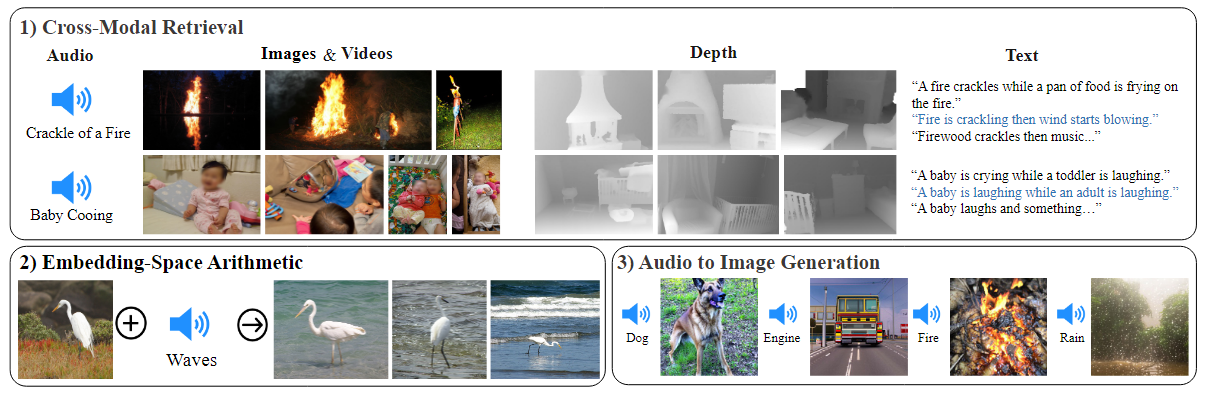 1) Cross-Modal Retrieval
Audio
Images & Videos
Depth
Text
Crackle of a Fire
“A fire crackles while a pan of food is frying on
the fire.”
“Fire is crackling then wind starts blowing.”
“Firewood crackles then music...”
Baby Cooing
“A baby is crying while a toddler is laughing.”
“A baby is laughing while an adult is laughing.”
“A baby laughs and something…”
2) Embedding-Space Arithmetic
Waves
3) Audio to Image Generation
Dog
Engine
Fire
Rain